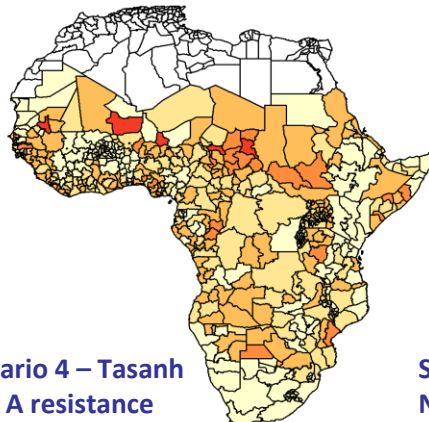 ario 4 – Tasanh
A resistance
S
N